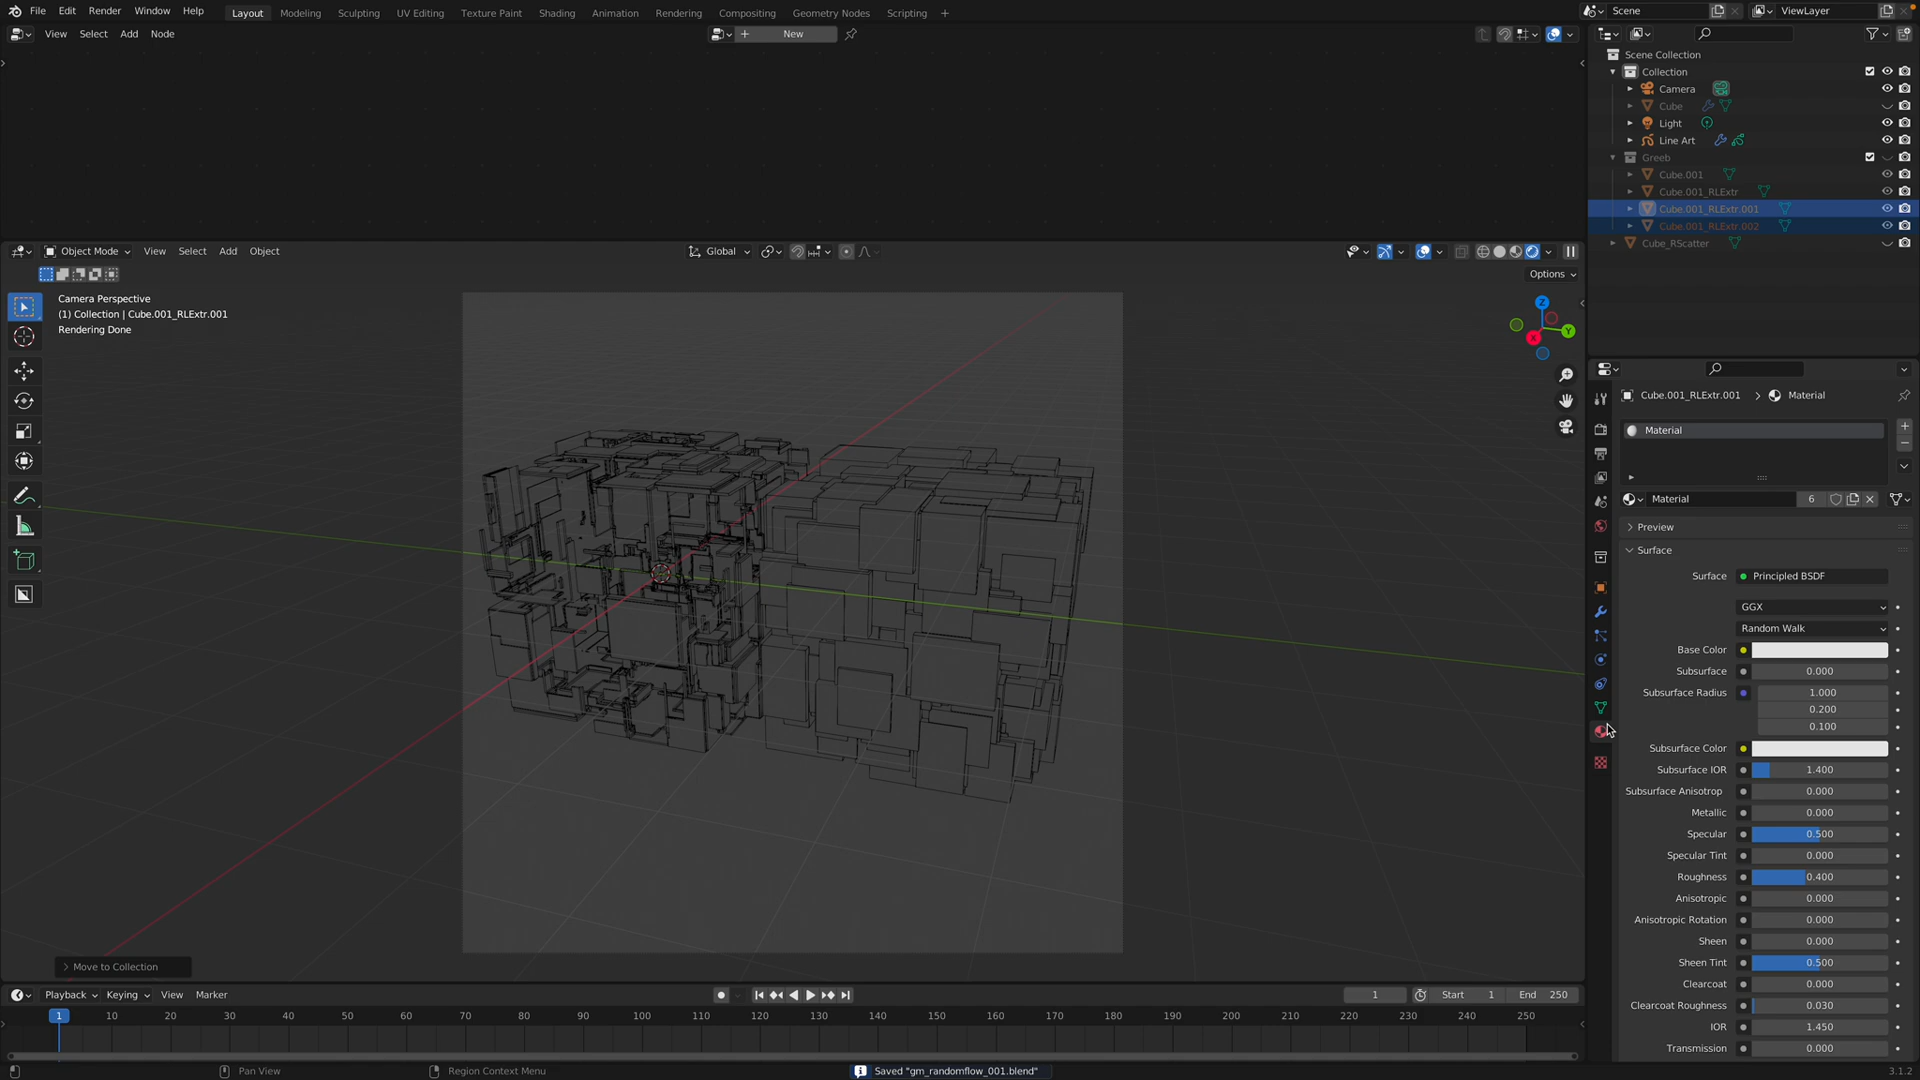 File Edit Render Window Help Layout Modeling Sculpting UV Editing Texture Paint Shading Animation Rendering Compositing Geometry Nodes Scripting + Scene ViewLayer
View Select Add Node + New
Scene Collection
Collection
Camera
Cube
Light
Line Art
Greeb
Cube.001
Cube.001_RLExtr
Cube.001_RLExtr.001
Cube.001_RLExtr.002
Cube_RScatter
Object Mode View Select Add Object Global
Options
Camera Perspective
(1) Collection | Cube.001_RLExtr.001
Rendering Done
Z
Y
X
Cube.001_RLExtr.001 > Material
Material
Material 6
Preview
Surface
Surface Principled BSDF
GGX
Random Walk
Base Color
Subsurface 0.000
Subsurface Radius 1.000
0.200
0.100
Subsurface Color
Subsurface IOR 1.400
Subsurface Anisotrop 0.000
Metallic 0.000
Specular 0.500
Specular Tint 0.000
Roughness 0.400
Anisotropic 0.000
Anisotropic Rotation 0.000
Sheen 0.000
Sheen Tint 0.500
Clearcoat 0.000
Clearcoat Roughness 0.030
IOR 1.450
Transmission 0.000
> Move to Collection
Playback Keying View Marker 1 Start 1 End 250
1 10 20 30 40 50 60 70 80 90 100 110 120 130 140 150 160 170 180 190 200 210 220 230 240 250
Pan View Region Context Menu Saved "gm_randomflow_001.blend" 3.1.2